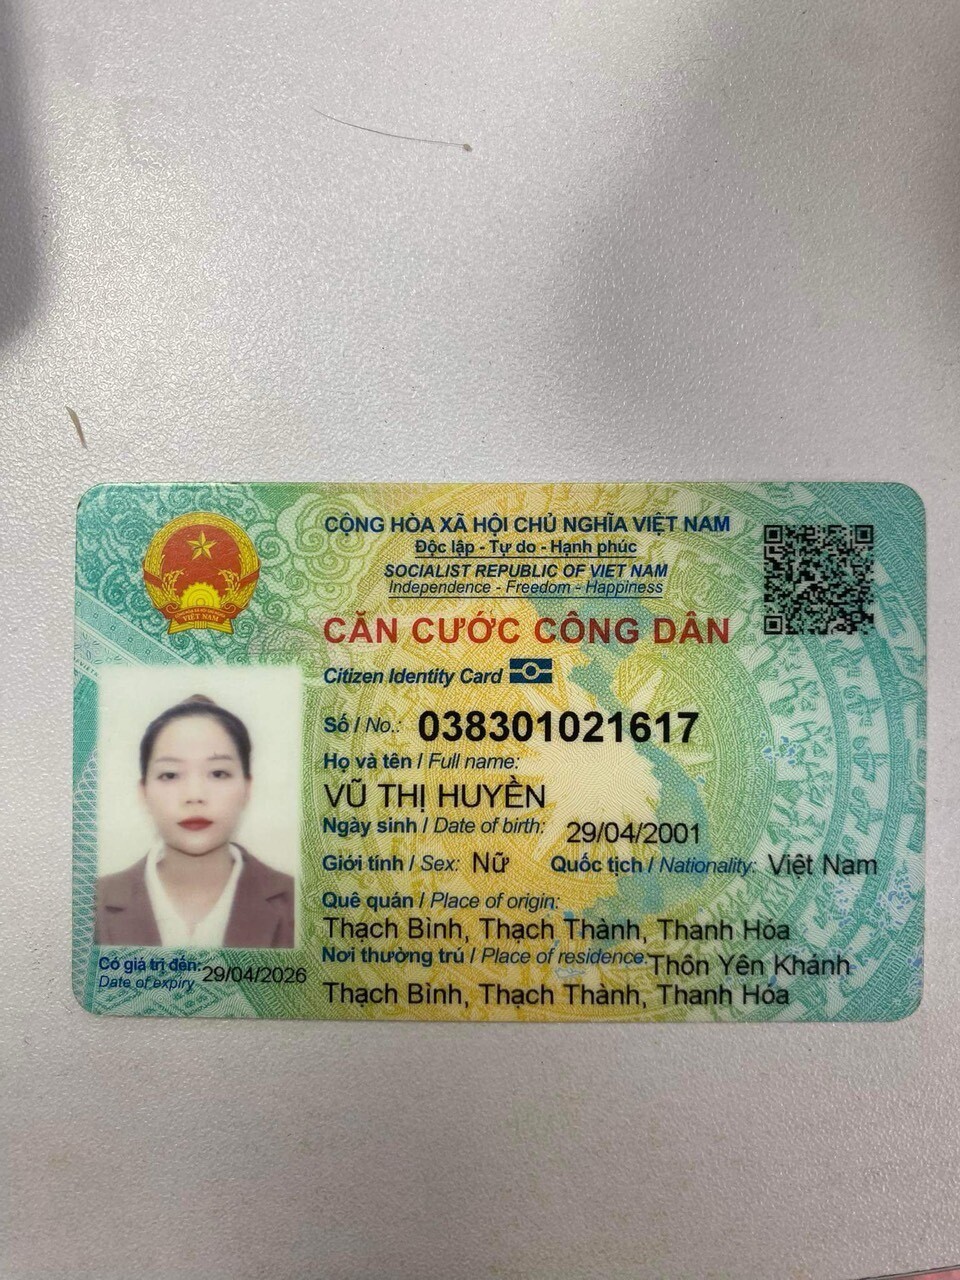 CỘNG HÒA XÃ HỘI CHỦ NGHĨA VIỆT NAM
Độc lập - Tự do - Hạnh phúc
SOCIALIST REPUBLIC OF VIET NAM
Independence - Freedom - Happiness
CĂN CƯỚC CÔNG DÂN
Citizen Identity Card
VIỆT NAM
Số / No.: 038301021617
Họ và tên / Full name:
VŨ THỊ HUYỀN
Ngày sinh / Date of birth: 29/04/2001
Giới tính / Sex: Nữ Quốc tịch / Nationality: Việt Nam
Quê quán / Place of origin:
Thạch Bình, Thạch Thành, Thanh Hóa
Nơi thường trú / Place of residence: Thôn Yên Khánh
Thạch Bình, Thạch Thành, Thanh Hóa
Có giá trị đến: 29/04/2026
Date of expiry